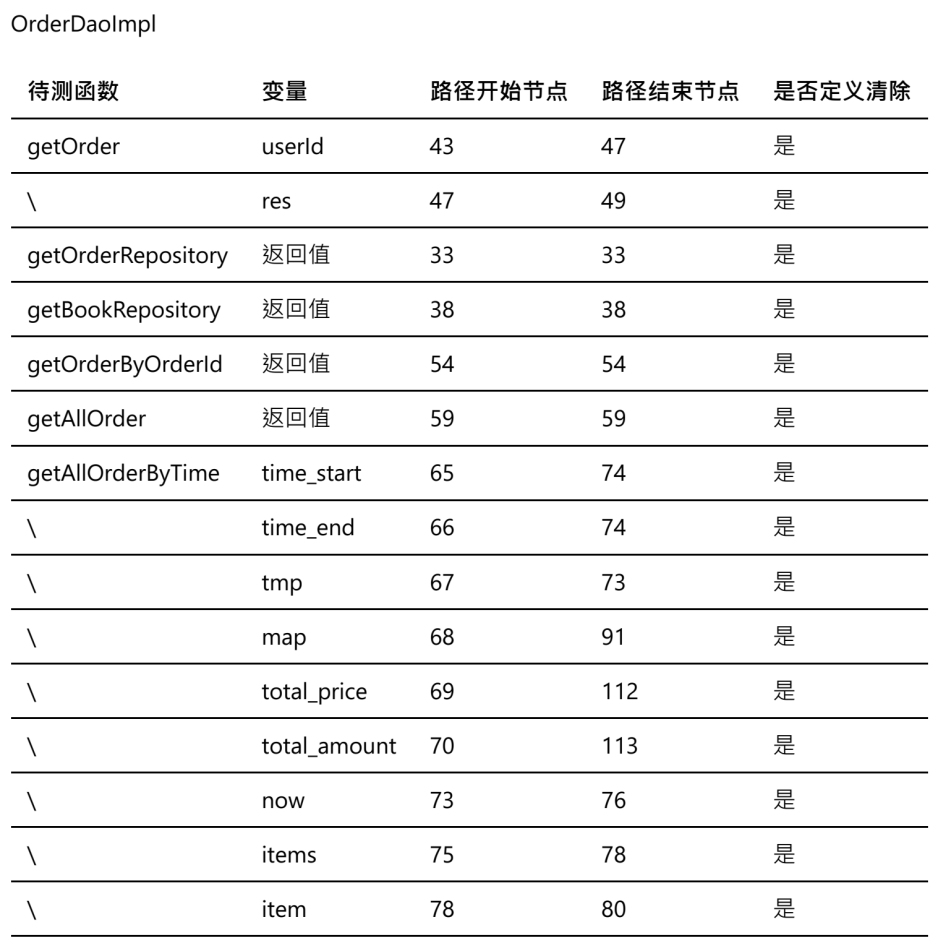 OrderDaoImpl
待测函数 变量 路径开始节点 路径结束节点 是否定义清除
getOrder userId 43 47 是
\ res 47 49 是
getOrderRepository 返回值 33 33 是
getBookRepository 返回值 38 38 是
getOrderByOrderId 返回值 54 54 是
getAllOrder 返回值 59 59 是
getAllOrderByTime time_start 65 74 是
\ time_end 66 74 是
\ tmp 67 73 是
\ map 68 91 是
\ total_price 69 112 是
\ total_amount 70 113 是
\ now 73 76 是
\ items 75 78 是
\ item 78 80 是